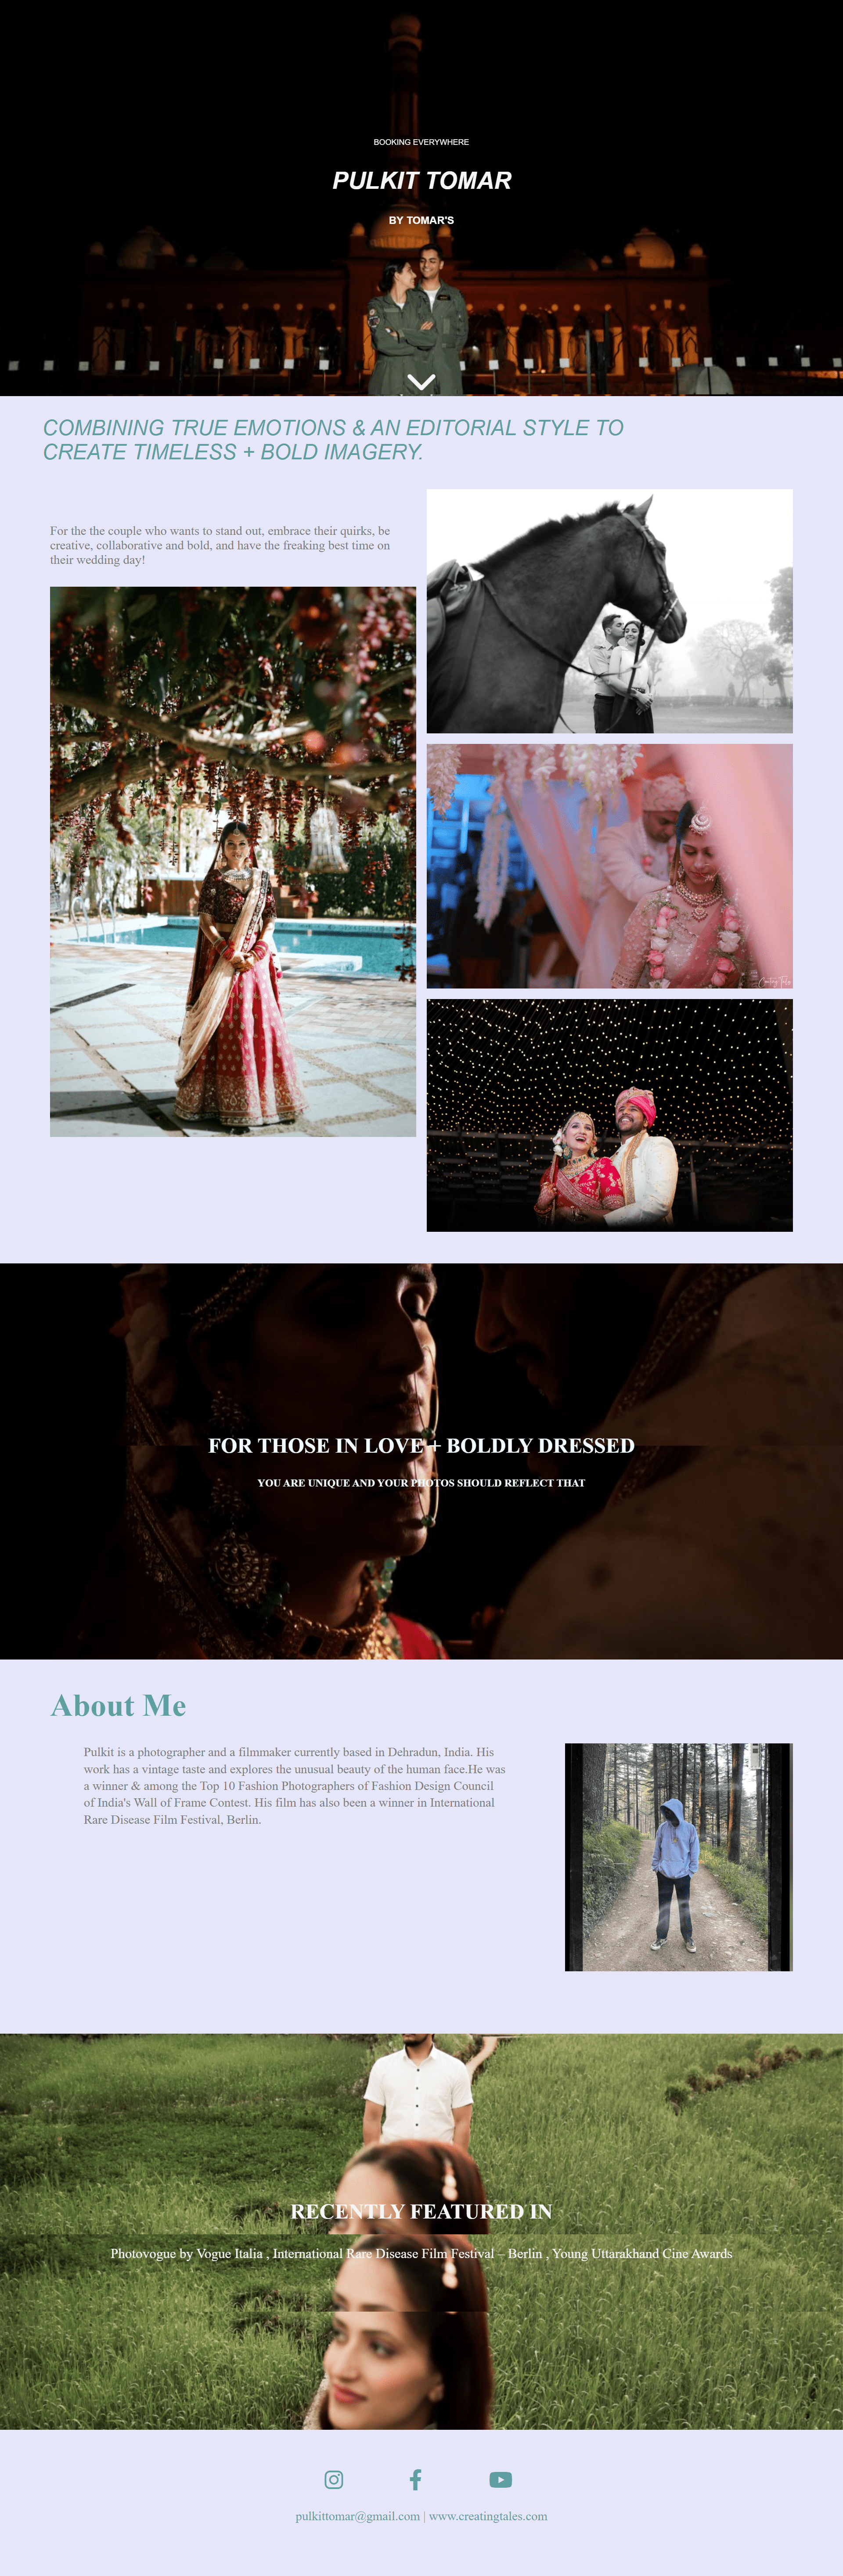 BOOKING EVERYWHERE
PULKIT TOMAR
BY TOMAR'S
COMBINING TRUE EMOTIONS & AN EDITORIAL STYLE TO
CREATE TIMELESS + BOLD IMAGERY.
For the the couple who wants to stand out, embrace their quirks, be
creative, collaborative and bold, and have the freaking best time on
their wedding day!
FOR THOSE IN LOVE + BOLDLY DRESSED
YOU ARE UNIQUE AND YOUR PHOTOS SHOULD REFLECT THAT
About Me
Pulkit is a photographer and a filmmaker currently based in Dehradun, India. His
work has a vintage taste and explores the unusual beauty of the human face.He was
a winner & among the Top 10 Fashion Photographers of Fashion Design Council
of India's Wall of Frame Contest. His film has also been a winner in International
Rare Disease Film Festival, Berlin.
RECENTLY FEATURED IN
Photovogue by Vogue Italia , International Rare Disease Film Festival – Berlin , Young Uttarakhand Cine Awards
pulkittomar@gmail.com | www.creatingtales.com